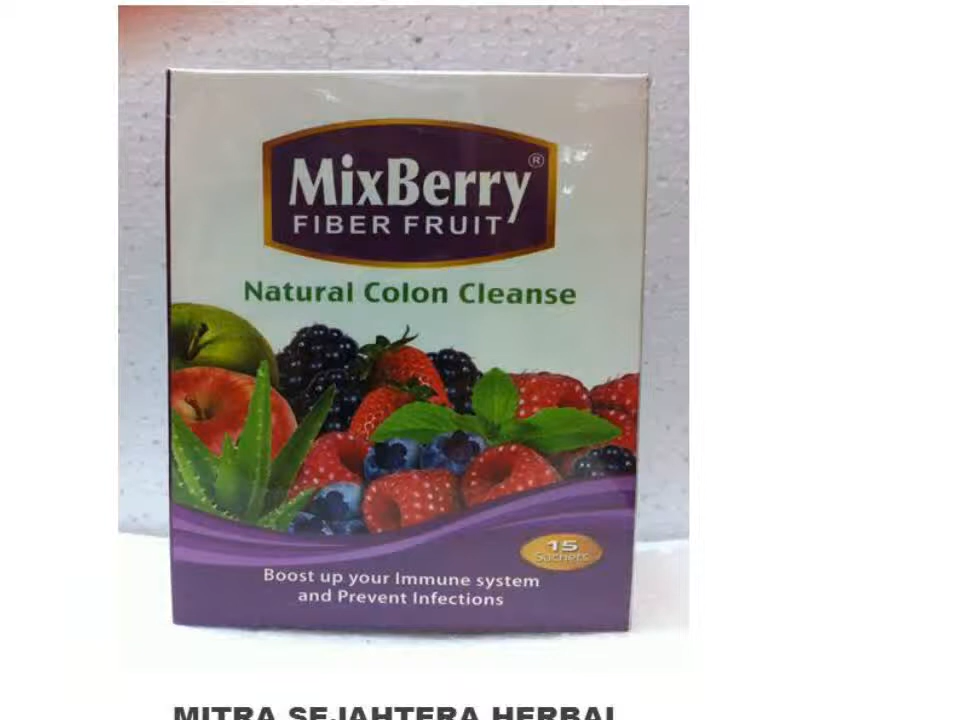 MixBerry®
FIBER FRUIT
Natural Colon Cleanse
15
Sachets
Boost up your Immune system
and Prevent Infections
MITRA SEJAHTERA HERBAL